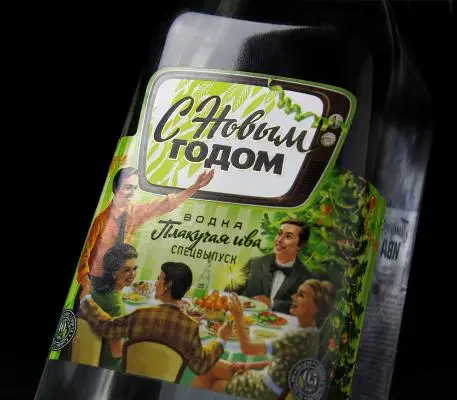 С Новым
годом
ВОДКА
Плакучая ива
СПЕЦВЫПУСК